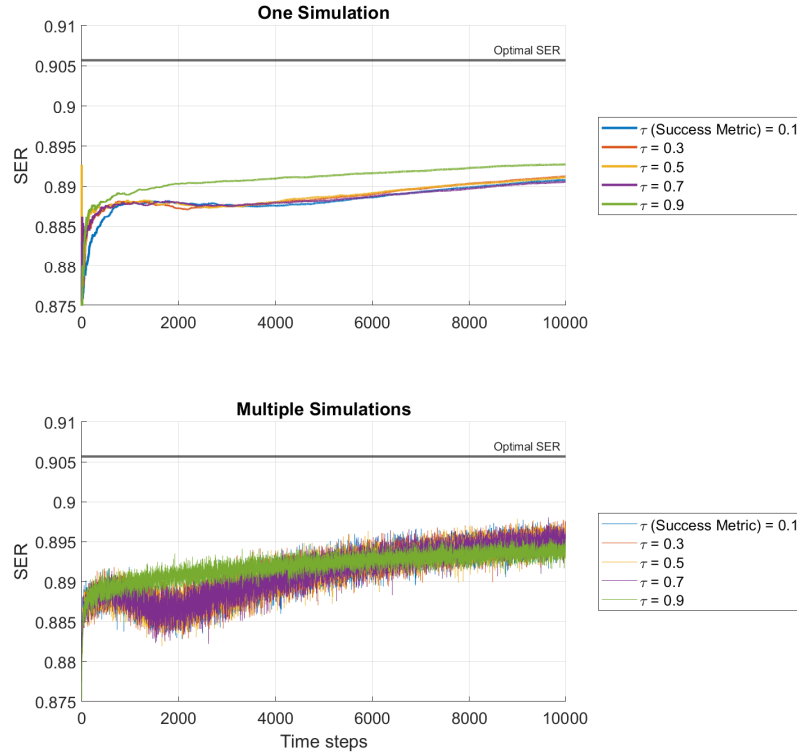 One Simulation
0.91
0.905
0.9
0.895
0.89
0.885
0.88
0.875
SER
Optimal SER
0 2000 4000 6000 8000 10000
τ (Success Metric) = 0.1
τ = 0.3
τ = 0.5
τ = 0.7
τ = 0.9
Multiple Simulations
0.91
0.905
0.9
0.895
0.89
0.885
0.88
0.875
SER
Optimal SER
0 2000 4000 6000 8000 10000
Time steps
τ (Success Metric) = 0.1
τ = 0.3
τ = 0.5
τ = 0.7
τ = 0.9